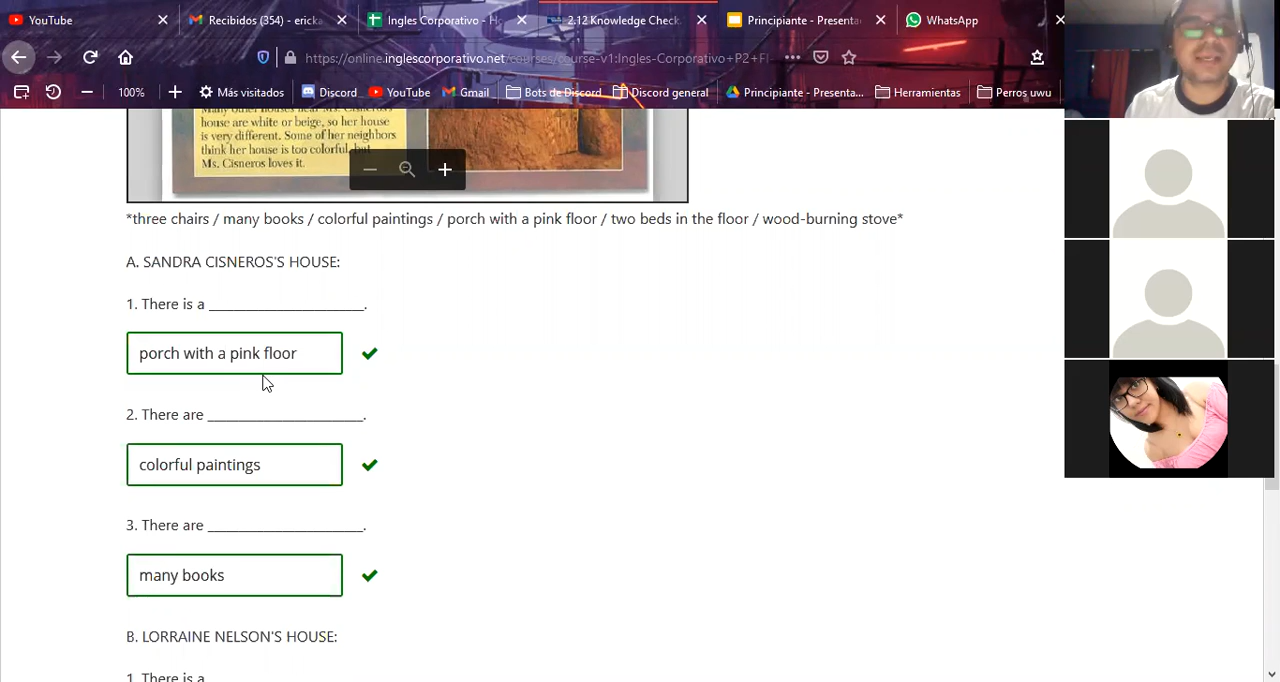 YouTube
Recibidos (354) - ericka
Ingles Corporativo - Ho
2.12 Knowledge Check
Principiante - Presenta
WhatsApp
https://online.inglescorporativo.net/courses/course-v1:Ingles-Corporativo+P2+F
100%
Más visitados
Discord
YouTube
Gmail
Bots de Discord
Discord general
Principiante - Presenta...
Herramientas
Perros uwu
house are white or beige, so her house
is very different. Some of her neighbors
think her house is too colorful, but
Ms. Cisneros loves it.
*three chairs / many books / colorful paintings / porch with a pink floor / two beds in the floor / wood-burning stove*
A. SANDRA CISNEROS'S HOUSE:
1. There is a ____________________.
porch with a pink floor
2. There are ____________________.
colorful paintings
3. There are ____________________.
many books
B. LORRAINE NELSON'S HOUSE:
1. There is a